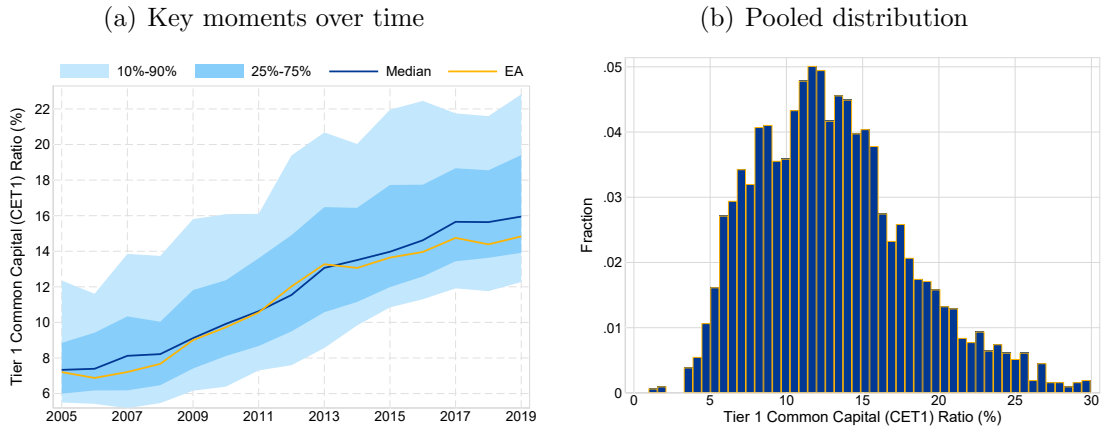 (a) Key moments over time
10%-90% 25%-75% Median EA
Tier 1 Common Capital (CET1) Ratio (%)
22
20
18
16
14
12
10
8
6
2005 2007 2009 2011 2013 2015 2017 2019
(b) Pooled distribution
Fraction
.05
.04
.03
.02
.01
0
0 5 10 15 20 25 30
Tier 1 Common Capital (CET1) Ratio (%)